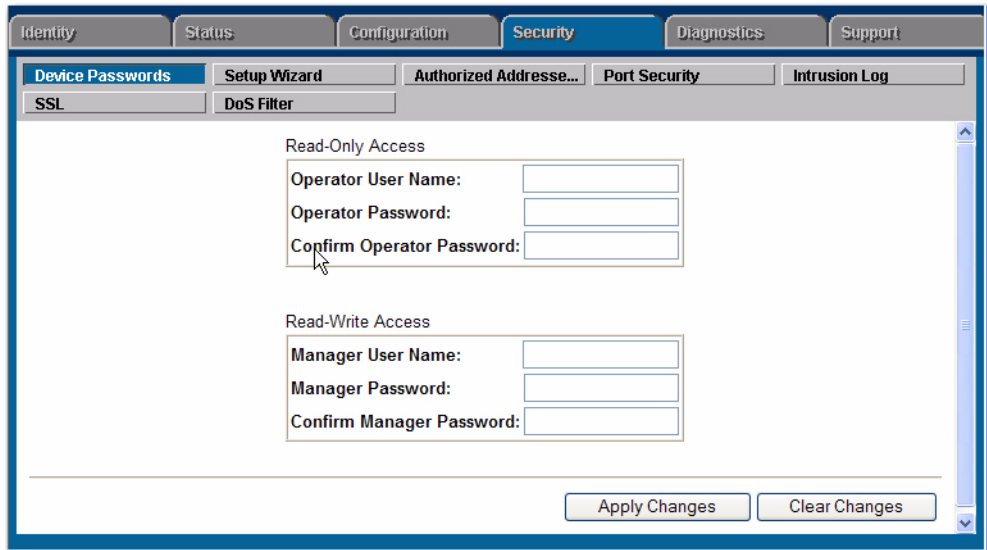 Identity Status Configuration Security Diagnostics Support
Device Passwords Setup Wizard Authorized Addresse... Port Security Intrusion Log
SSL DoS Filter
Read-Only Access
Operator User Name:
Operator Password:
Confirm Operator Password:
Read-Write Access
Manager User Name:
Manager Password:
Confirm Manager Password:
Apply Changes Clear Changes